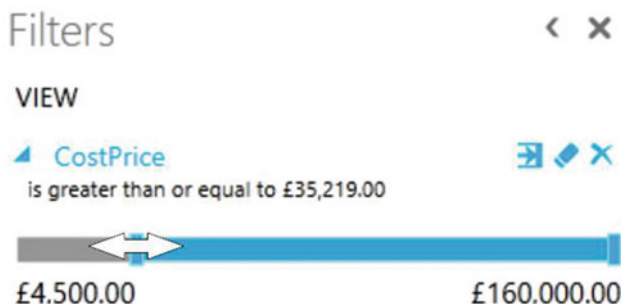 Filters
VIEW
CostPrice
is greater than or equal to £35,219.00
£4,500.00 £160,000.00